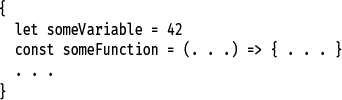 {
  let someVariable = 42
  const someFunction = (. . .) => { . . . }
  . . .
}